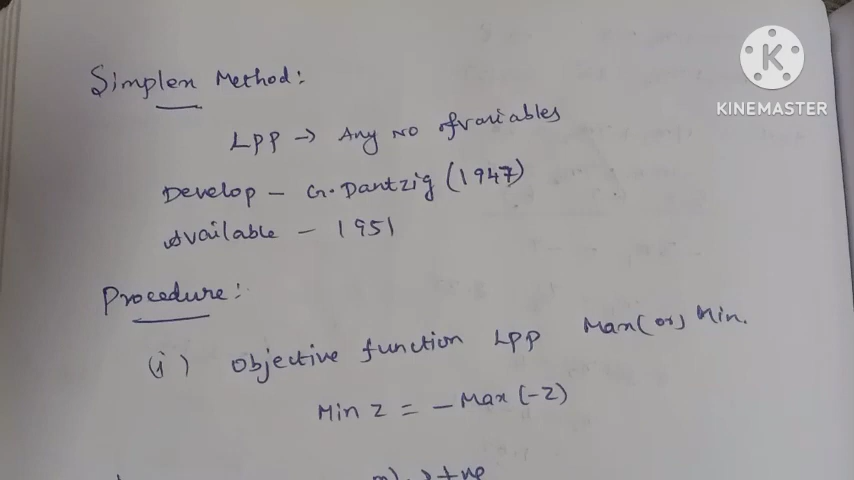 K
KINEMASTER
Simplex Method:
LPP → Any NO of variables
Develop – G. Dantzig (1947)
Available – 1951
Procedure:
(i) Objective function LPP Max (or) Min.
Min Z = – Max (-Z)
+ve